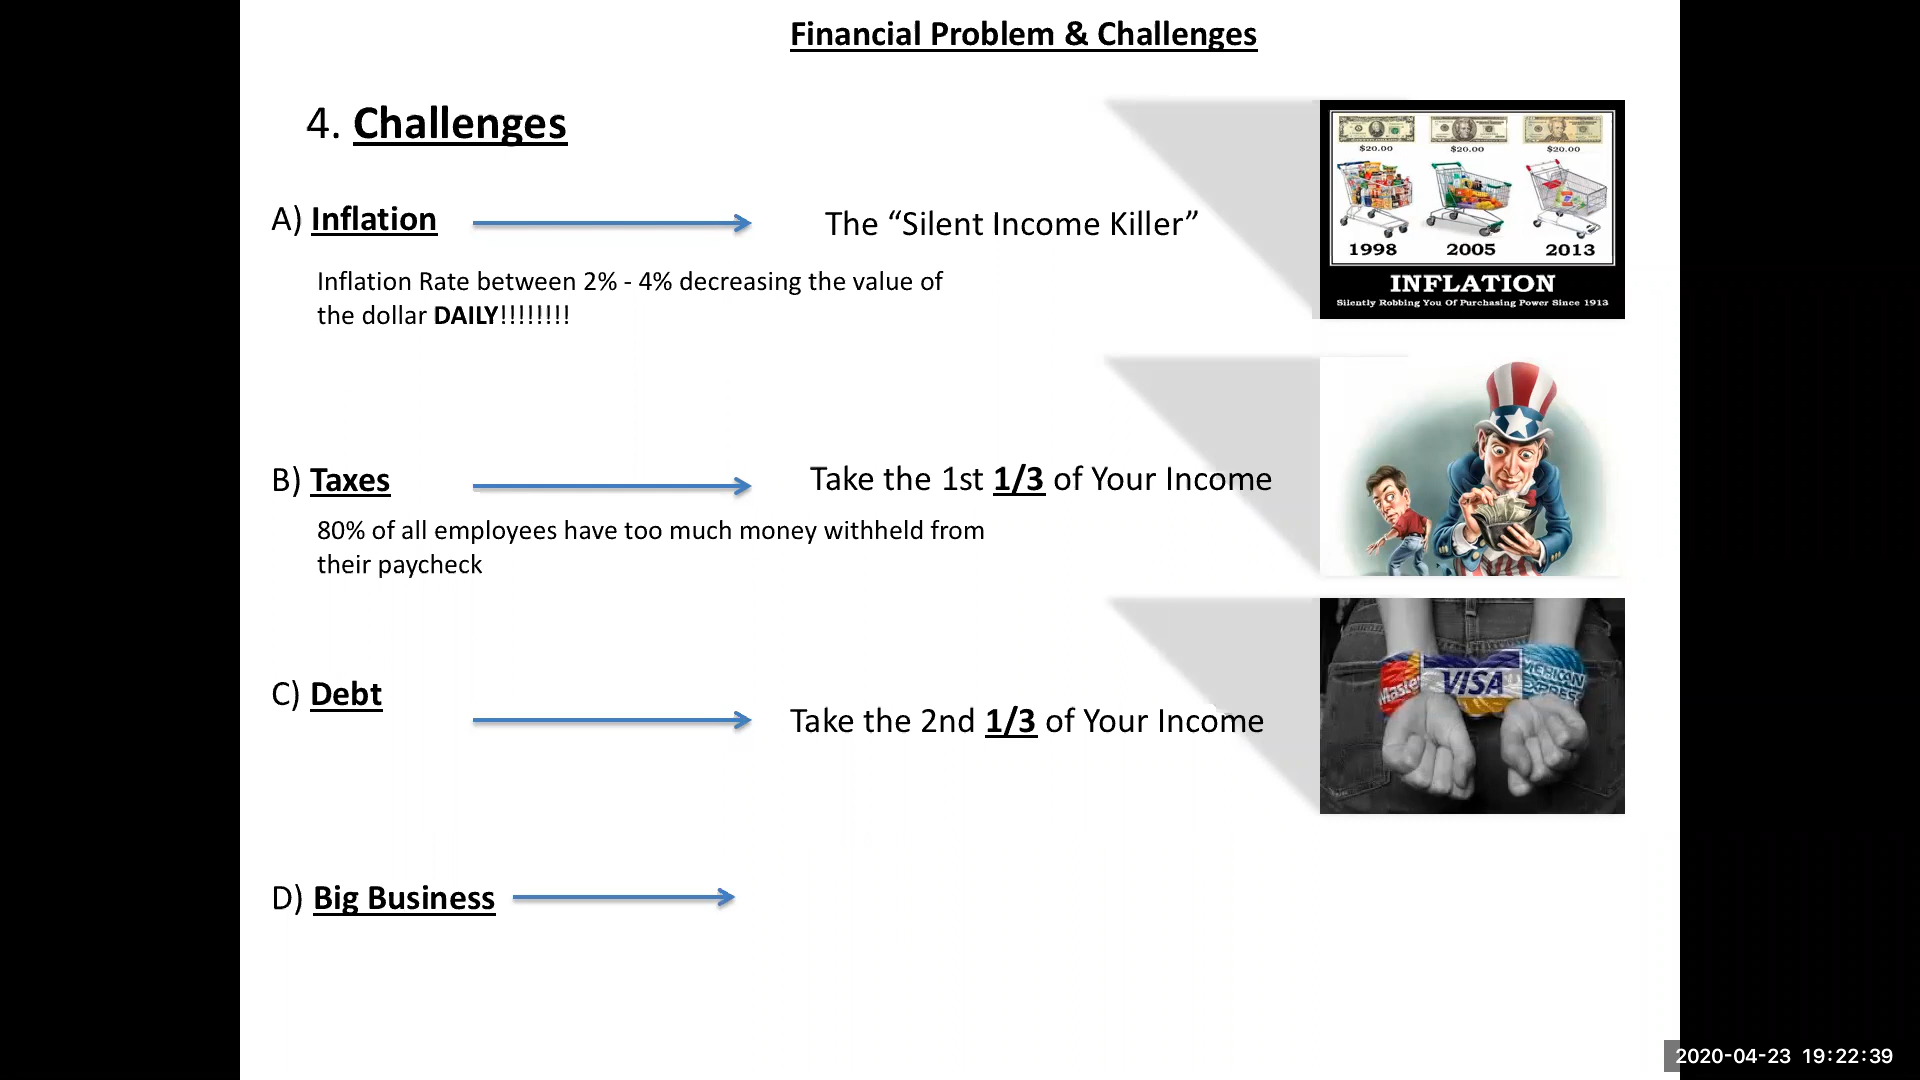 Financial Problem & Challenges
4. Challenges
A) Inflation
The “Silent Income Killer”
Inflation Rate between 2% - 4% decreasing the value of
the dollar DAILY!!!!!!!!
$20.00 $20.00 $20.00
1998 2005 2013
INFLATION
Silently Robbing You Of Purchasing Power Since 1913
B) Taxes
Take the 1st 1/3 of Your Income
80% of all employees have too much money withheld from
their paycheck
C) Debt
Take the 2nd 1/3 of Your Income
Master
VISA
MERICAN
EXPRESS
D) Big Business
2020-04-23 19:22:39